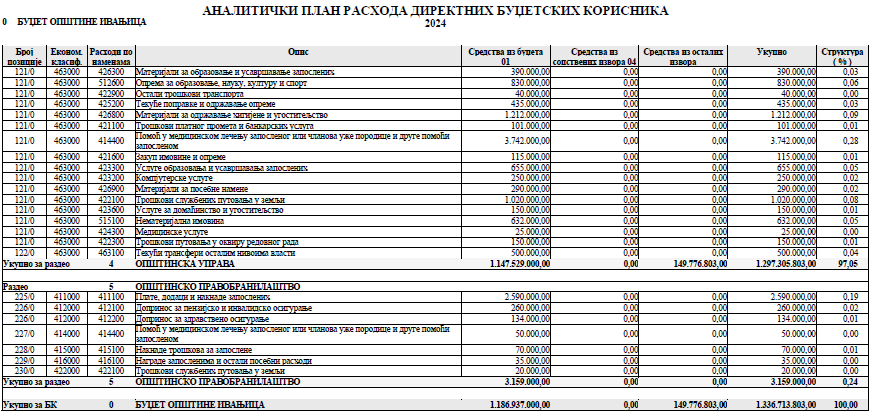 АНАЛИТИЧКИ ПЛАН РАСХОДА ДИРЕКТНИХ БУЏЕТСКИХ КОРИСНИКА
0 БУЏЕТ ОПШТИНЕ ИВАЊИЦА
2024
Број позиције Економ. класиф. Расходи по наменама Опис Средства из буџета 01 Средства из сопствених извора 04 Средства из осталих извора Укупно Структура ( % )
121/0 463000 426300 Материјали за образовање и усавршавање запослених 390.000,00 0,00 0,00 390.000,00 0,03
121/0 463000 512600 Опрема за образовање, науку, културу и спорт 830.000,00 0,00 0,00 830.000,00 0,06
121/0 463000 422900 Остали трошкови транспорта 40.000,00 0,00 0,00 40.000,00 0,00
121/0 463000 425200 Текуће поправке и одржавање опреме 435.000,00 0,00 0,00 435.000,00 0,03
121/0 463000 426800 Материјали за одржавање хигијене и угоститељство 1.212.000,00 0,00 0,00 1.212.000,00 0,09
121/0 463000 421100 Трошкови платног промета и банкарских услуга 101.000,00 0,00 0,00 101.000,00 0,01
121/0 463000 414400 Помоћ у медицинском лечењу запосленог или чланова уже породице и друге помоћи запосленом 3.742.000,00 0,00 0,00 3.742.000,00 0,28
121/0 463000 421600 Закуп имовине и опреме 115.000,00 0,00 0,00 115.000,00 0,01
121/0 463000 423300 Услуге образовања и усавршавања запослених 655.000,00 0,00 0,00 655.000,00 0,05
121/0 463000 423200 Компјутерске услуге 250.000,00 0,00 0,00 250.000,00 0,02
121/0 463000 426900 Материјали за посебне намене 290.000,00 0,00 0,00 290.000,00 0,02
121/0 463000 422100 Трошкови службених путовања у земљи 1.020.000,00 0,00 0,00 1.020.000,00 0,08
121/0 463000 423600 Услуге за домаћинство и угоститељство 150.000,00 0,00 0,00 150.000,00 0,01
121/0 463000 515100 Нематеријална имовина 632.000,00 0,00 0,00 632.000,00 0,05
121/0 463000 424300 Медицинске услуге 25.000,00 0,00 0,00 25.000,00 0,00
121/0 463000 422300 Трошкови путовања у оквиру редовног рада 150.000,00 0,00 0,00 150.000,00 0,01
122/0 463000 463100 Текући трансфери осталим нивоима власти 500.000,00 0,00 0,00 500.000,00 0,04
Укупно за раздео 4 ОПШТИНСКА УПРАВА 1.147.529.000,00 0,00 149.776.803,00 1.297.305.803,00 97,05
Раздео 5 ОПШТИНСКО ПРАВОБРАНИЛАШТВО
225/0 411000 411100 Плате, додаци и накнаде запослених 2.590.000,00 0,00 0,00 2.590.000,00 0,19
226/0 412000 412100 Допринос за пензијско и инвалидско осигурање 260.000,00 0,00 0,00 260.000,00 0,02
226/0 412000 412200 Допринос за здравствено осигурање 134.000,00 0,00 0,00 134.000,00 0,01
227/0 414000 414400 Помоћ у медицинском лечењу запосленог или чланова уже породице и друге помоћи запосленом 50.000,00 0,00 0,00 50.000,00 0,00
228/0 415000 415100 Накнаде трошкова за запослене 70.000,00 0,00 0,00 70.000,00 0,01
229/0 416000 416100 Награде запосленима и остали посебни расходи 35.000,00 0,00 0,00 35.000,00 0,00
230/0 422000 422100 Трошкови службених путовања у земљи 20.000,00 0,00 0,00 20.000,00 0,00
Укупно за раздео 5 ОПШТИНСКО ПРАВОБРАНИЛАШТВО 3.159.000,00 0,00 0,00 3.159.000,00 0,24
Укупно за БК 0 БУЏЕТ ОПШТИНЕ ИВАЊИЦА 1.186.937.000,00 0,00 149.776.803,00 1.336.713.803,00 100,00